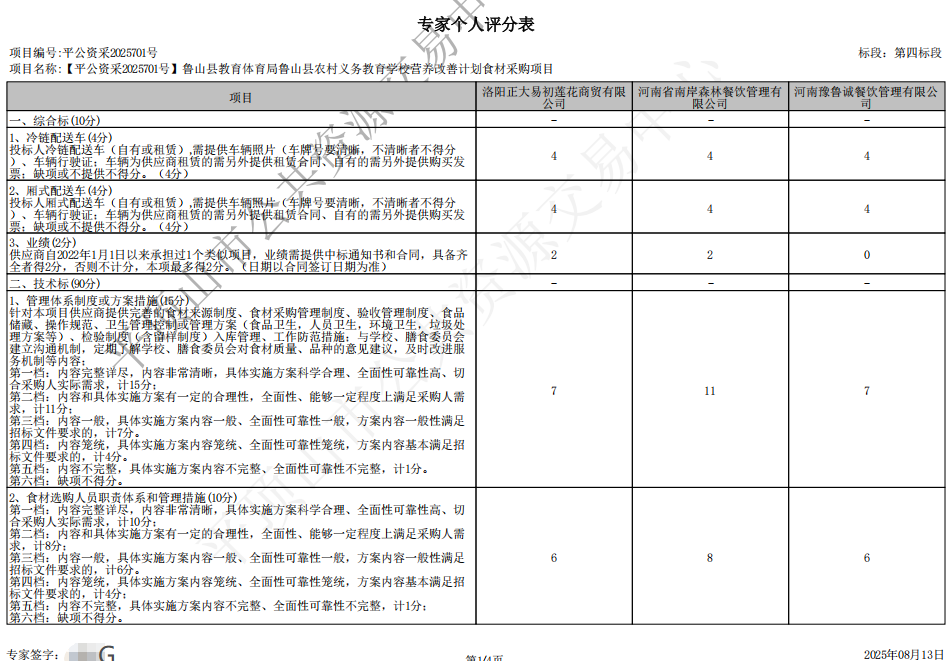 专家个人评分表
项目编号:平公资采2025701号
标段: 第四标段
项目名称:【平公资采2025701号】鲁山县教育体育局鲁山县农村义务教育学校营养改善计划食材采购项目
项目
洛阳正大易初莲花商贸有限公司
河南省南岸森林餐饮管理有限公司
河南豫鲁诚餐饮管理有限公司
一、综合标(10分)
-
-
-
1、冷链配送车(4分)
投标人冷链配送车（自有或租赁）,需提供车辆照片（车牌号要清晰，不清晰者不得分
）、车辆行驶证；车辆为供应商租赁的需另外提供租赁合同、自有的需另外提供购买发
票；缺项或不提供不得分。（4分）
4
4
4
2、厢式配送车(4分)
投标人厢式配送车（自有或租赁）,需提供车辆照片（车牌号要清晰，不清晰者不得分
）、车辆行驶证；车辆为供应商租赁的需另外提供租赁合同、自有的需另外提供购买发
票；缺项或不提供不得分。（4分）
4
4
4
3、业绩(2分)
供应商自2022年1月1日以来承担过1个类似项目，业绩需提供中标通知书和合同，具备齐
全者得2分，否则不计分，本项最多得2分。（日期以合同签订日期为准）
2
2
0
二、技术标(90分)
-
-
-
1、管理体系制度或方案措施(15分)
针对本项目供应商提供完善的食材来源制度、食材采购管理制度、验收管理制度、食品
储藏、操作规范、卫生管理控制或管理方案（食品卫生，人员卫生，环境卫生，垃圾处
理方案等）、检验制度（含留样制度）入库管理、工作防范措施；与学校、膳食委员会
建立沟通机制，定期了解学校、膳食委员会对食材质量、品种的意见建议，及时改进服
务机制等内容；
第一档：内容完整详尽，内容非常清晰，具体实施方案科学合理、全面性可靠性高、切
合采购人实际需求，计15分；
第二档：内容和具体实施方案有一定的合理性，全面性、能够一定程度上满足采购人需
求，计11分；
第三档：内容一般，具体实施方案内容一般、全面性可靠性一般，方案内容一般性满足
招标文件要求的，计7分。
第四档：内容笼统，具体实施方案内容笼统、全面性可靠性笼统，方案内容基本满足招
标文件要求的，计4分。
第五档：内容不完整，具体实施方案内容不完整、全面性可靠性不完整，计1分。
第六档：缺项不得分。
7
11
7
2、食材选购人员职责体系和管理措施(10分)
第一档：内容完整详尽，内容非常清晰，具体实施方案科学合理、全面性可靠性高、切
合采购人实际需求，计10分；
第二档：内容和具体实施方案有一定的合理性，全面性、能够一定程度上满足采购人需
求，计8分；
第三档：内容一般，具体实施方案内容一般、全面性可靠性一般，方案内容一般性满足
招标文件要求的，计6分。
第四档：内容笼统，具体实施方案内容笼统、全面性可靠性笼统，方案内容基本满足招
标文件要求的，计4分；
第五档：内容不完整，具体实施方案内容不完整、全面性可靠性不完整，计1分；
第六档：缺项不得分。
6
8
6
专家签字:
G
第1/4页
2025年08月13日
平顶山市公共资源交易中心
平顶山市公共资源交易中心